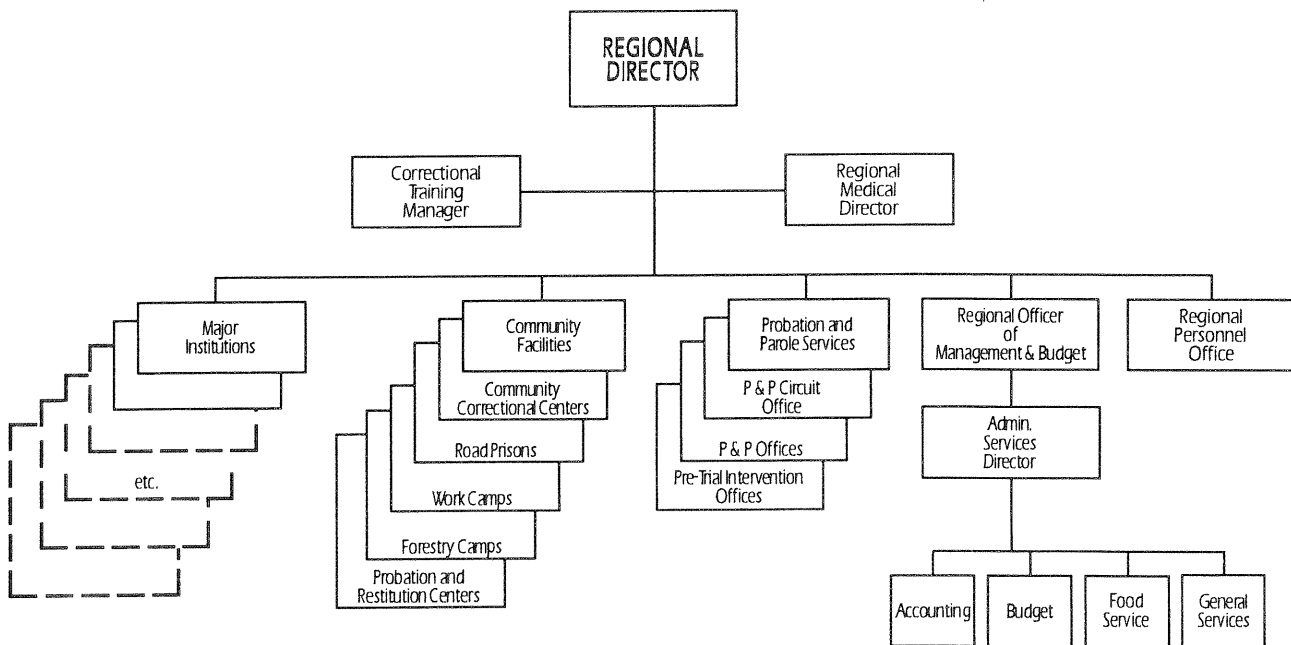 REGIONAL
DIRECTOR
Correctional
Training
Manager
Regional
Medical
Director
Major
Institutions
etc.
Community
Facilities
Community
Correctional Centers
Road Prisons
Work Camps
Forestry Camps
Probation and
Restitution Centers
Probation and
Parole Services
P & P Circuit
Office
P & P Offices
Pre-Trial Intervention
Offices
Regional Officer
of
Management & Budget
Admin.
Services
Director
Accounting
Budget
Food
Service
General
Services
Regional
Personnel
Office